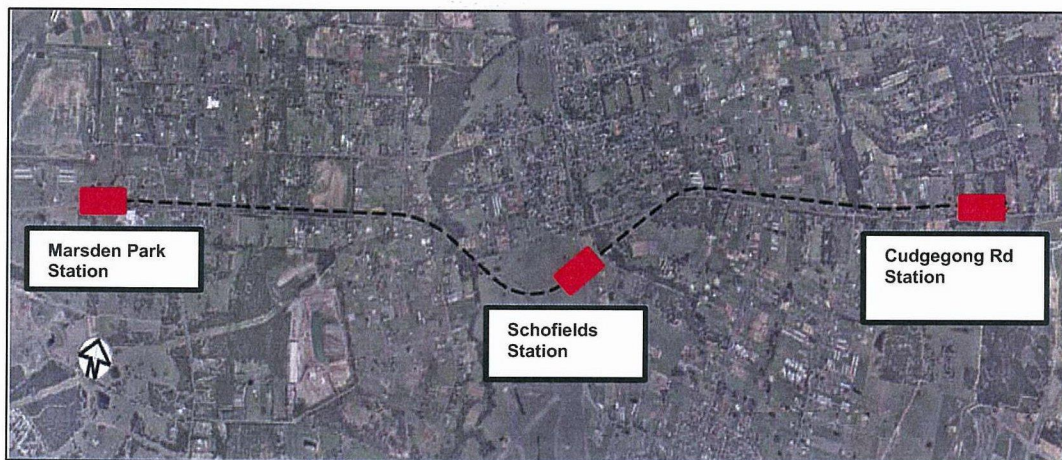 Marsden Park
Station
Schofields
Station
Cudgegong Rd
Station
N